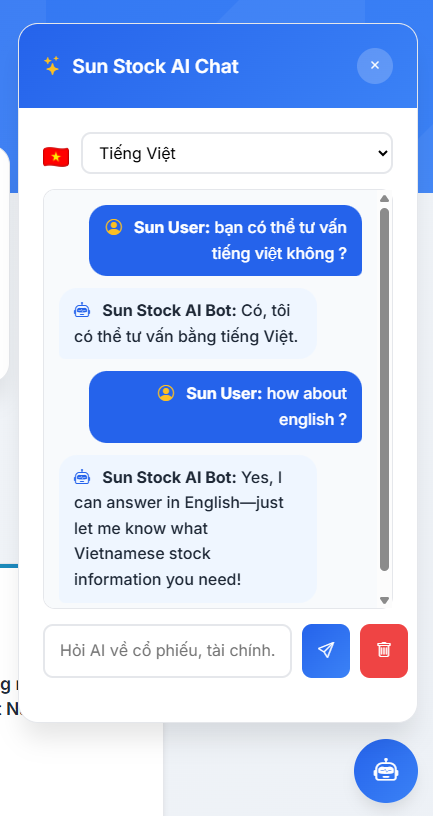 Sun Stock AI Chat
×
Tiếng Việt
Sun User: bạn có thể tư vấn
tiếng việt không ?
Sun Stock AI Bot: Có, tôi
có thể tư vấn bằng tiếng Việt.
Sun User: how about
english ?
Sun Stock AI Bot: Yes, I
can answer in English—just
let me know what
Vietnamese stock
information you need!
Hỏi AI về cổ phiếu, tài chính.